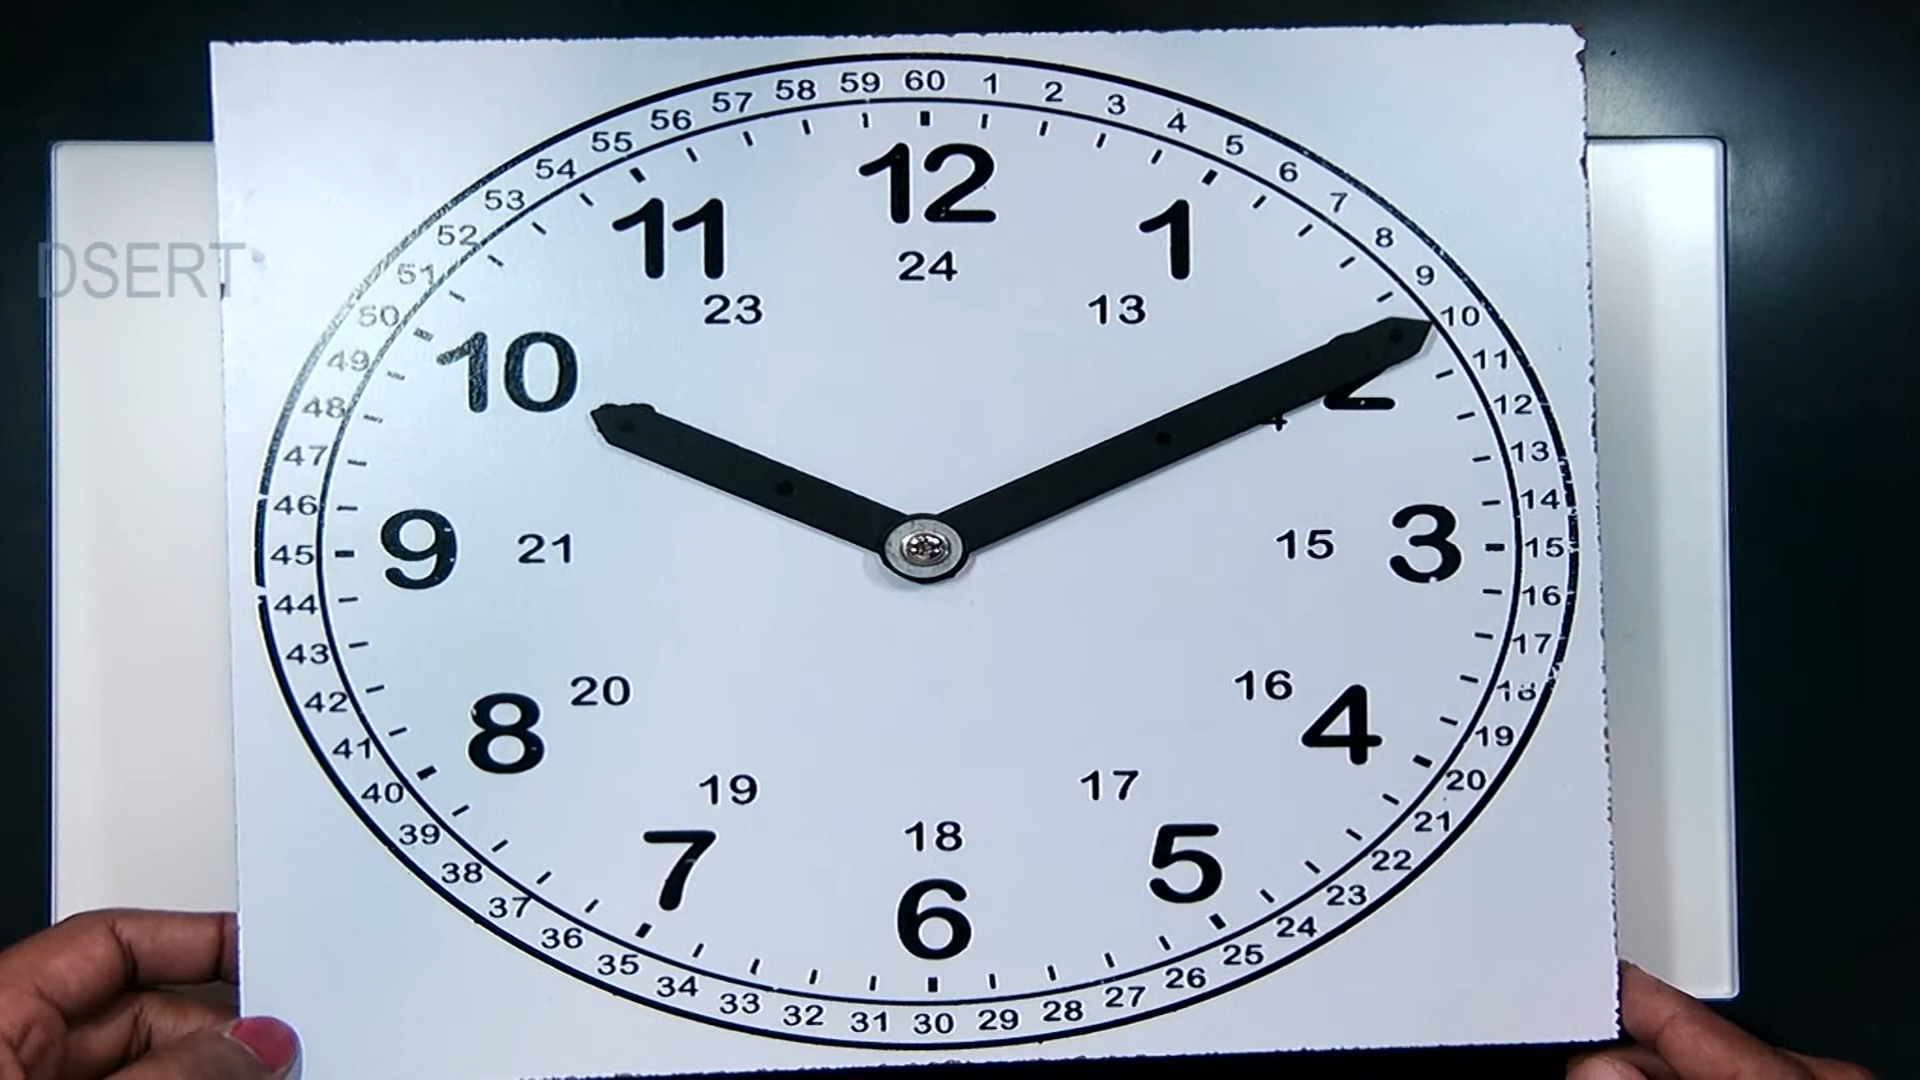 DSERT
60 1 2 3 4 5 6 7 8 9 10 11 12 13 14 15 16 17 18 19 20 21 22 23 24 25 26 27 28 29 30 31 32 33 34 35 36 37 38 39 40 41 42 43 44 45 46 47 48 49 50 51 52 53 54 55 56 57 58 59
12 1 2 3 4 5 6 7 8 9 10 11
24 13 15 16 17 18 19 20 21 23